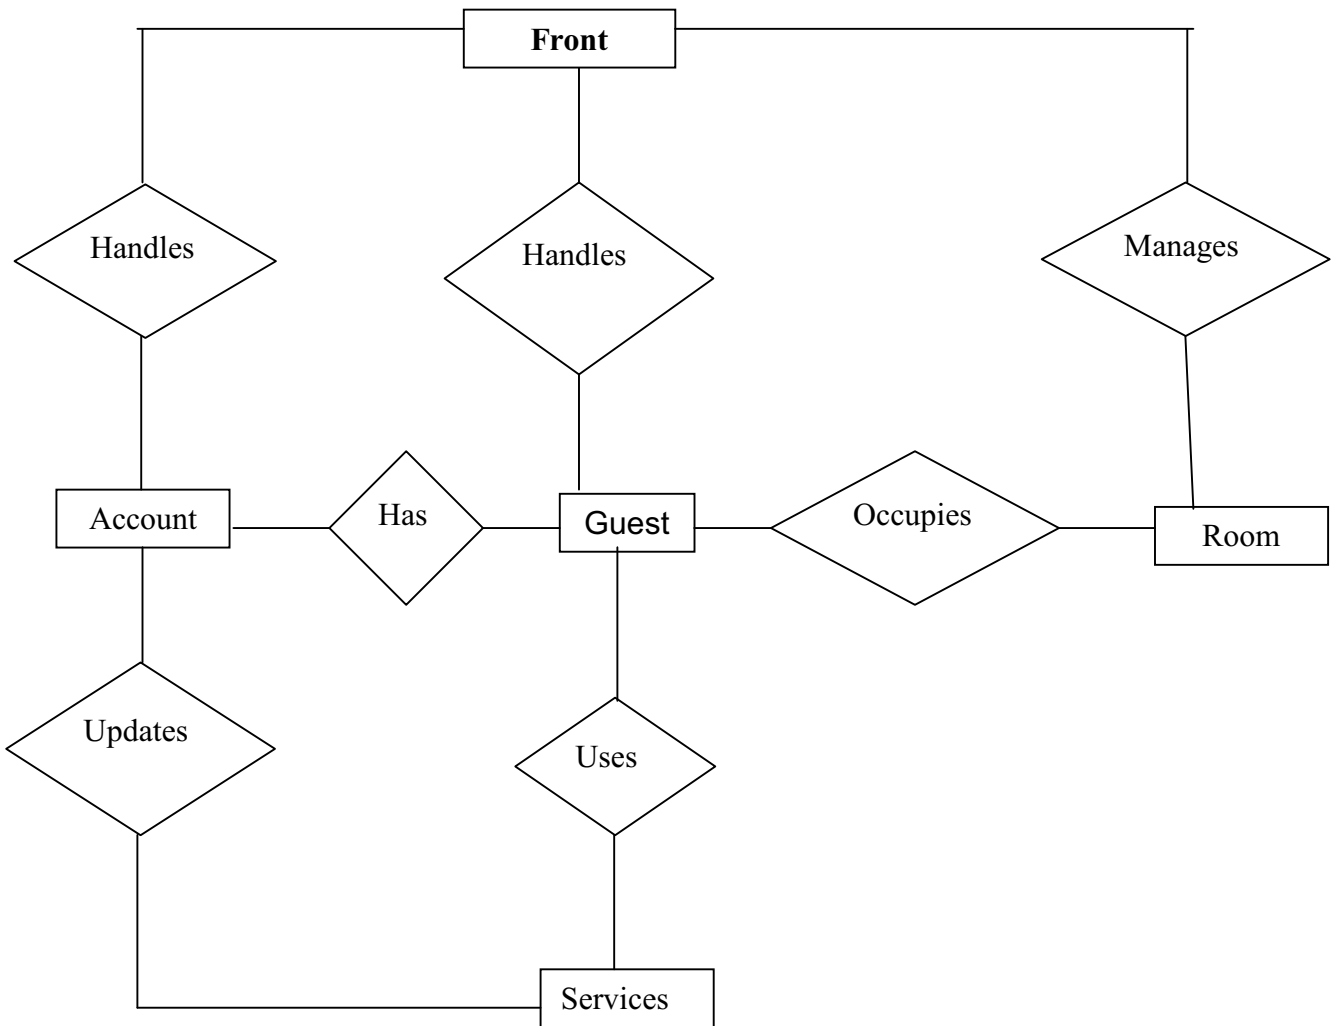 Front
Handles
Handles
Manages
Account
Has
Guest
Occupies
Room
Updates
Uses
Services